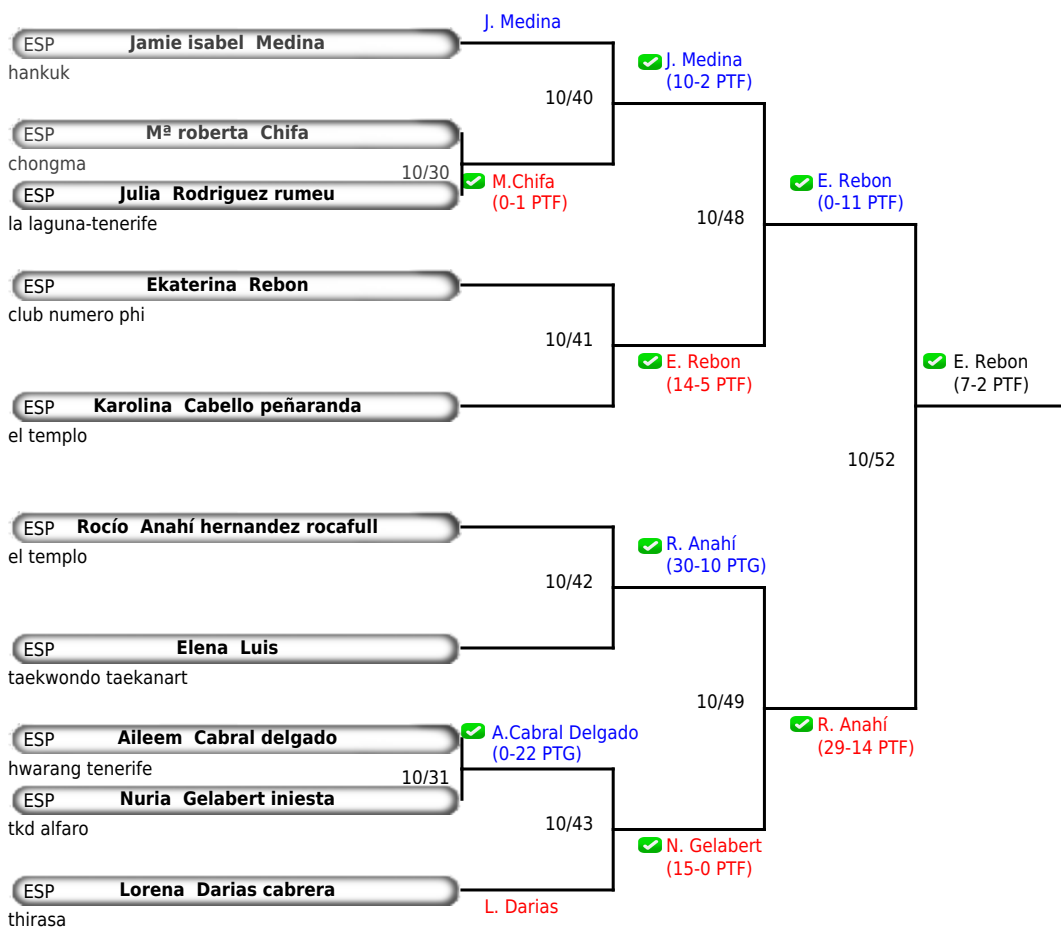 J. Medina
ESP Jamie isabel Medina
hankuk
J. Medina
(10-2 PTF)
10/40
ESP Mª roberta Chifa
chongma
10/30
M.Chifa
(0-1 PTF)
ESP Julia Rodriguez rumeu
la laguna-tenerife
E. Rebon
(0-11 PTF)
10/48
ESP Ekaterina Rebon
club numero phi
10/41
E. Rebon
(14-5 PTF)
E. Rebon
(7-2 PTF)
ESP Karolina Cabello peñaranda
el templo
10/52
ESP Rocío Anahí hernandez rocafull
el templo
R. Anahí
(30-10 PTG)
10/42
ESP Elena Luis
taekwondo taekanart
10/49
R. Anahí
(29-14 PTF)
ESP Aileem Cabral delgado
hwarang tenerife
A.Cabral Delgado
(0-22 PTG)
10/31
ESP Nuria Gelabert iniesta
tkd alfaro
10/43
N. Gelabert
(15-0 PTF)
ESP Lorena Darias cabrera
thirasa
L. Darias